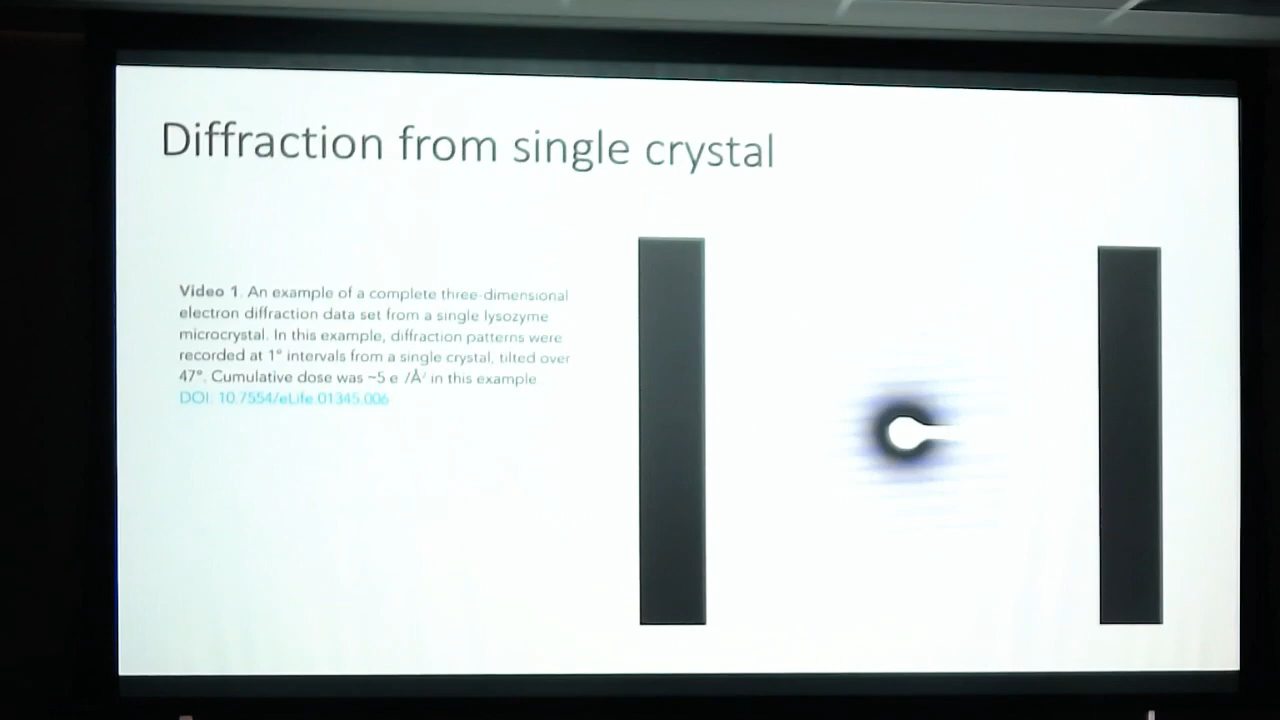 Diffraction from single crystal
Video 1. An example of a complete three-dimensional
electron diffraction data set from a single lysozyme
microcrystal. In this example, diffraction patterns were
recorded at 1° intervals from a single crystal, tilted over
47°. Cumulative dose was ~5 e⁻/Å² in this example
DOI: 10.7554/eLife.01345.006